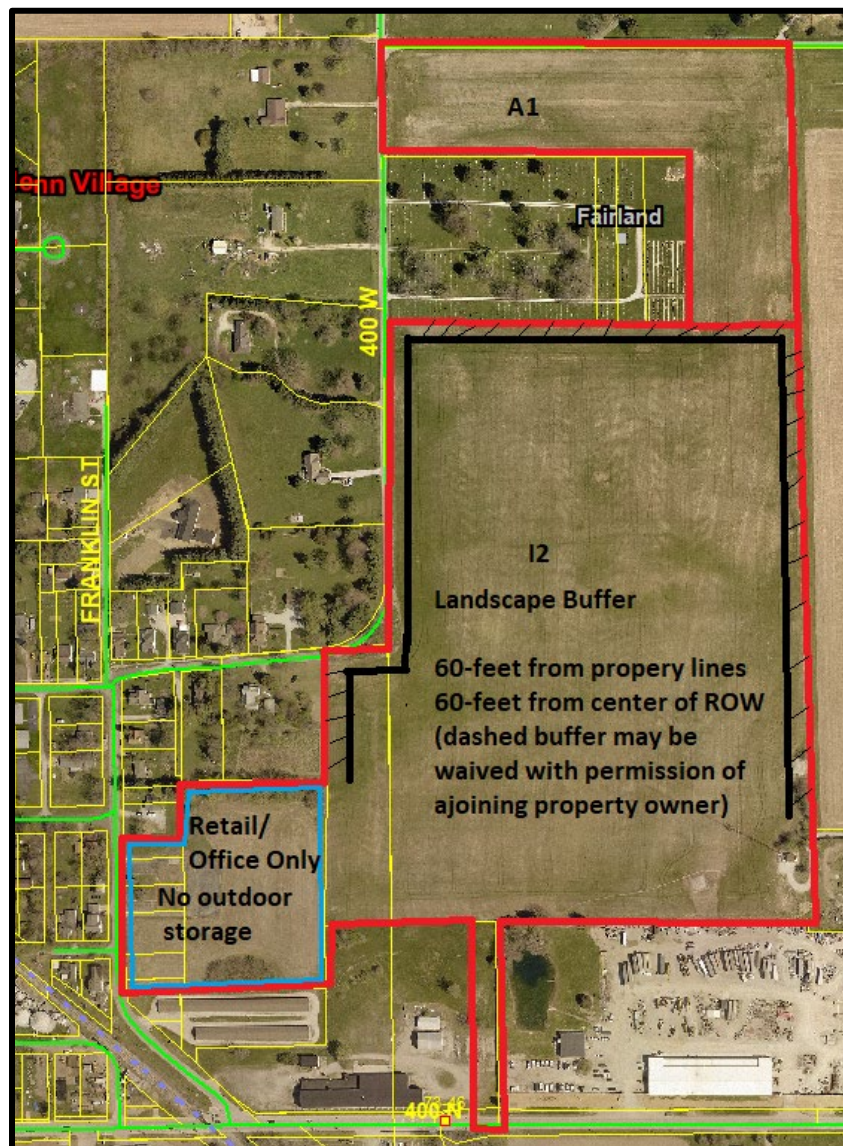 A1
enn Village
Fairland
400 W
FRANKLIN ST
I2
Landscape Buffer
60-feet from propery lines
60-feet from center of ROW
(dashed buffer may be
waived with permission of
ajoining property owner)
Retail/
Office Only
No outdoor
storage
400 N